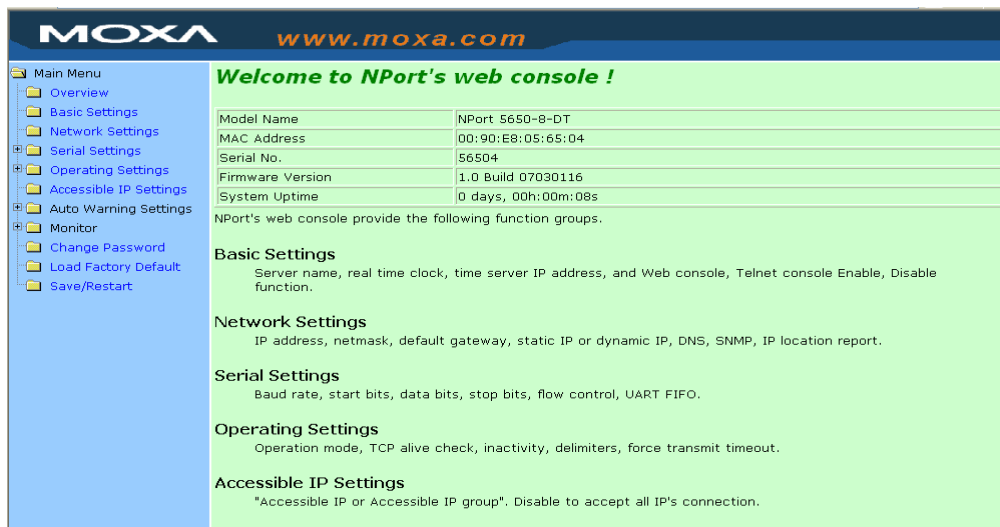 MOXA www.moxa.com
Main Menu
Overview
Basic Settings
Network Settings
Serial Settings
Operating Settings
Accessible IP Settings
Auto Warning Settings
Monitor
Change Password
Load Factory Default
Save/Restart
Welcome to NPort's web console !
Model Name NPort 5650-8-DT
MAC Address 00:90:E8:05:65:04
Serial No. 56504
Firmware Version 1.0 Build 07030116
System Uptime 0 days, 00h:00m:08s
NPort's web console provide the following function groups.
Basic Settings
Server name, real time clock, time server IP address, and Web console, Telnet console Enable, Disable
function.
Network Settings
IP address, netmask, default gateway, static IP or dynamic IP, DNS, SNMP, IP location report.
Serial Settings
Baud rate, start bits, data bits, stop bits, flow control, UART FIFO.
Operating Settings
Operation mode, TCP alive check, inactivity, delimiters, force transmit timeout.
Accessible IP Settings
"Accessible IP or Accessible IP group". Disable to accept all IP's connection.